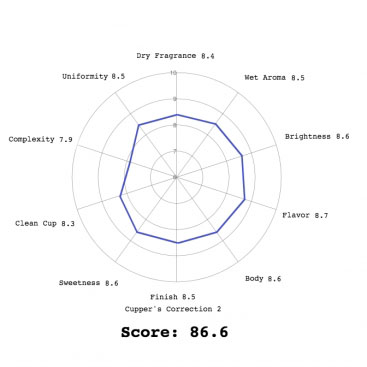 Dry Fragrance 8.4
Uniformity 8.5
Wet Aroma 8.5
10
9
Complexity 7.9
Brightness 8.6
8
7
6
Clean Cup 8.3
Flavor 8.7
Sweetness 8.6
Body 8.6
Finish 8.5
Cupper's Correction 2
Score: 86.6